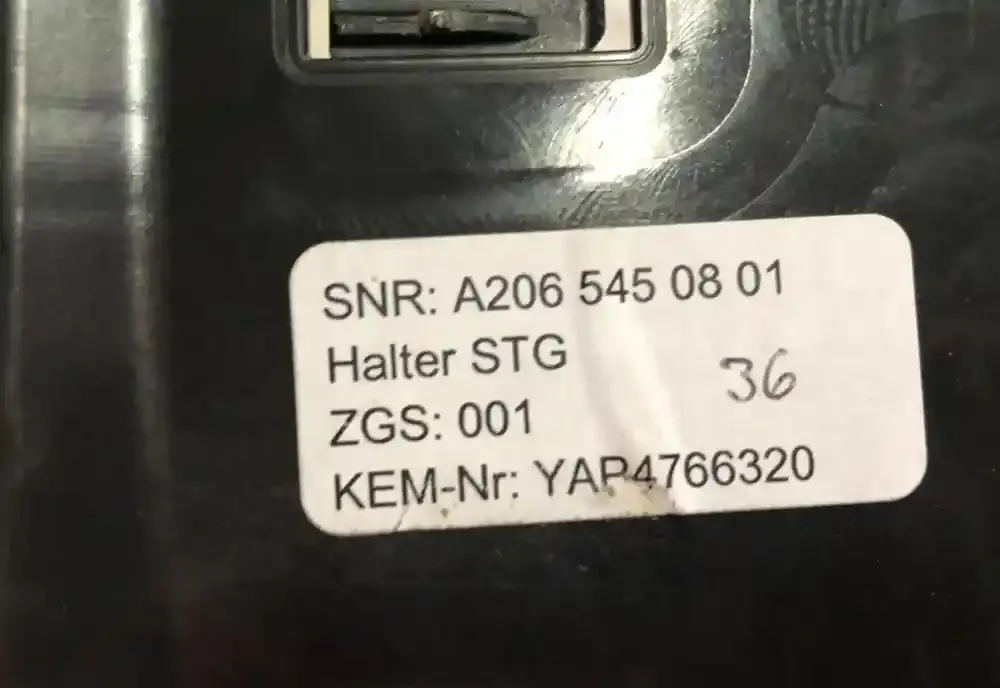 SNR: A206 545 08 01
Halter STG
36
ZGS: 001
KEM-Nr: YAP4766320